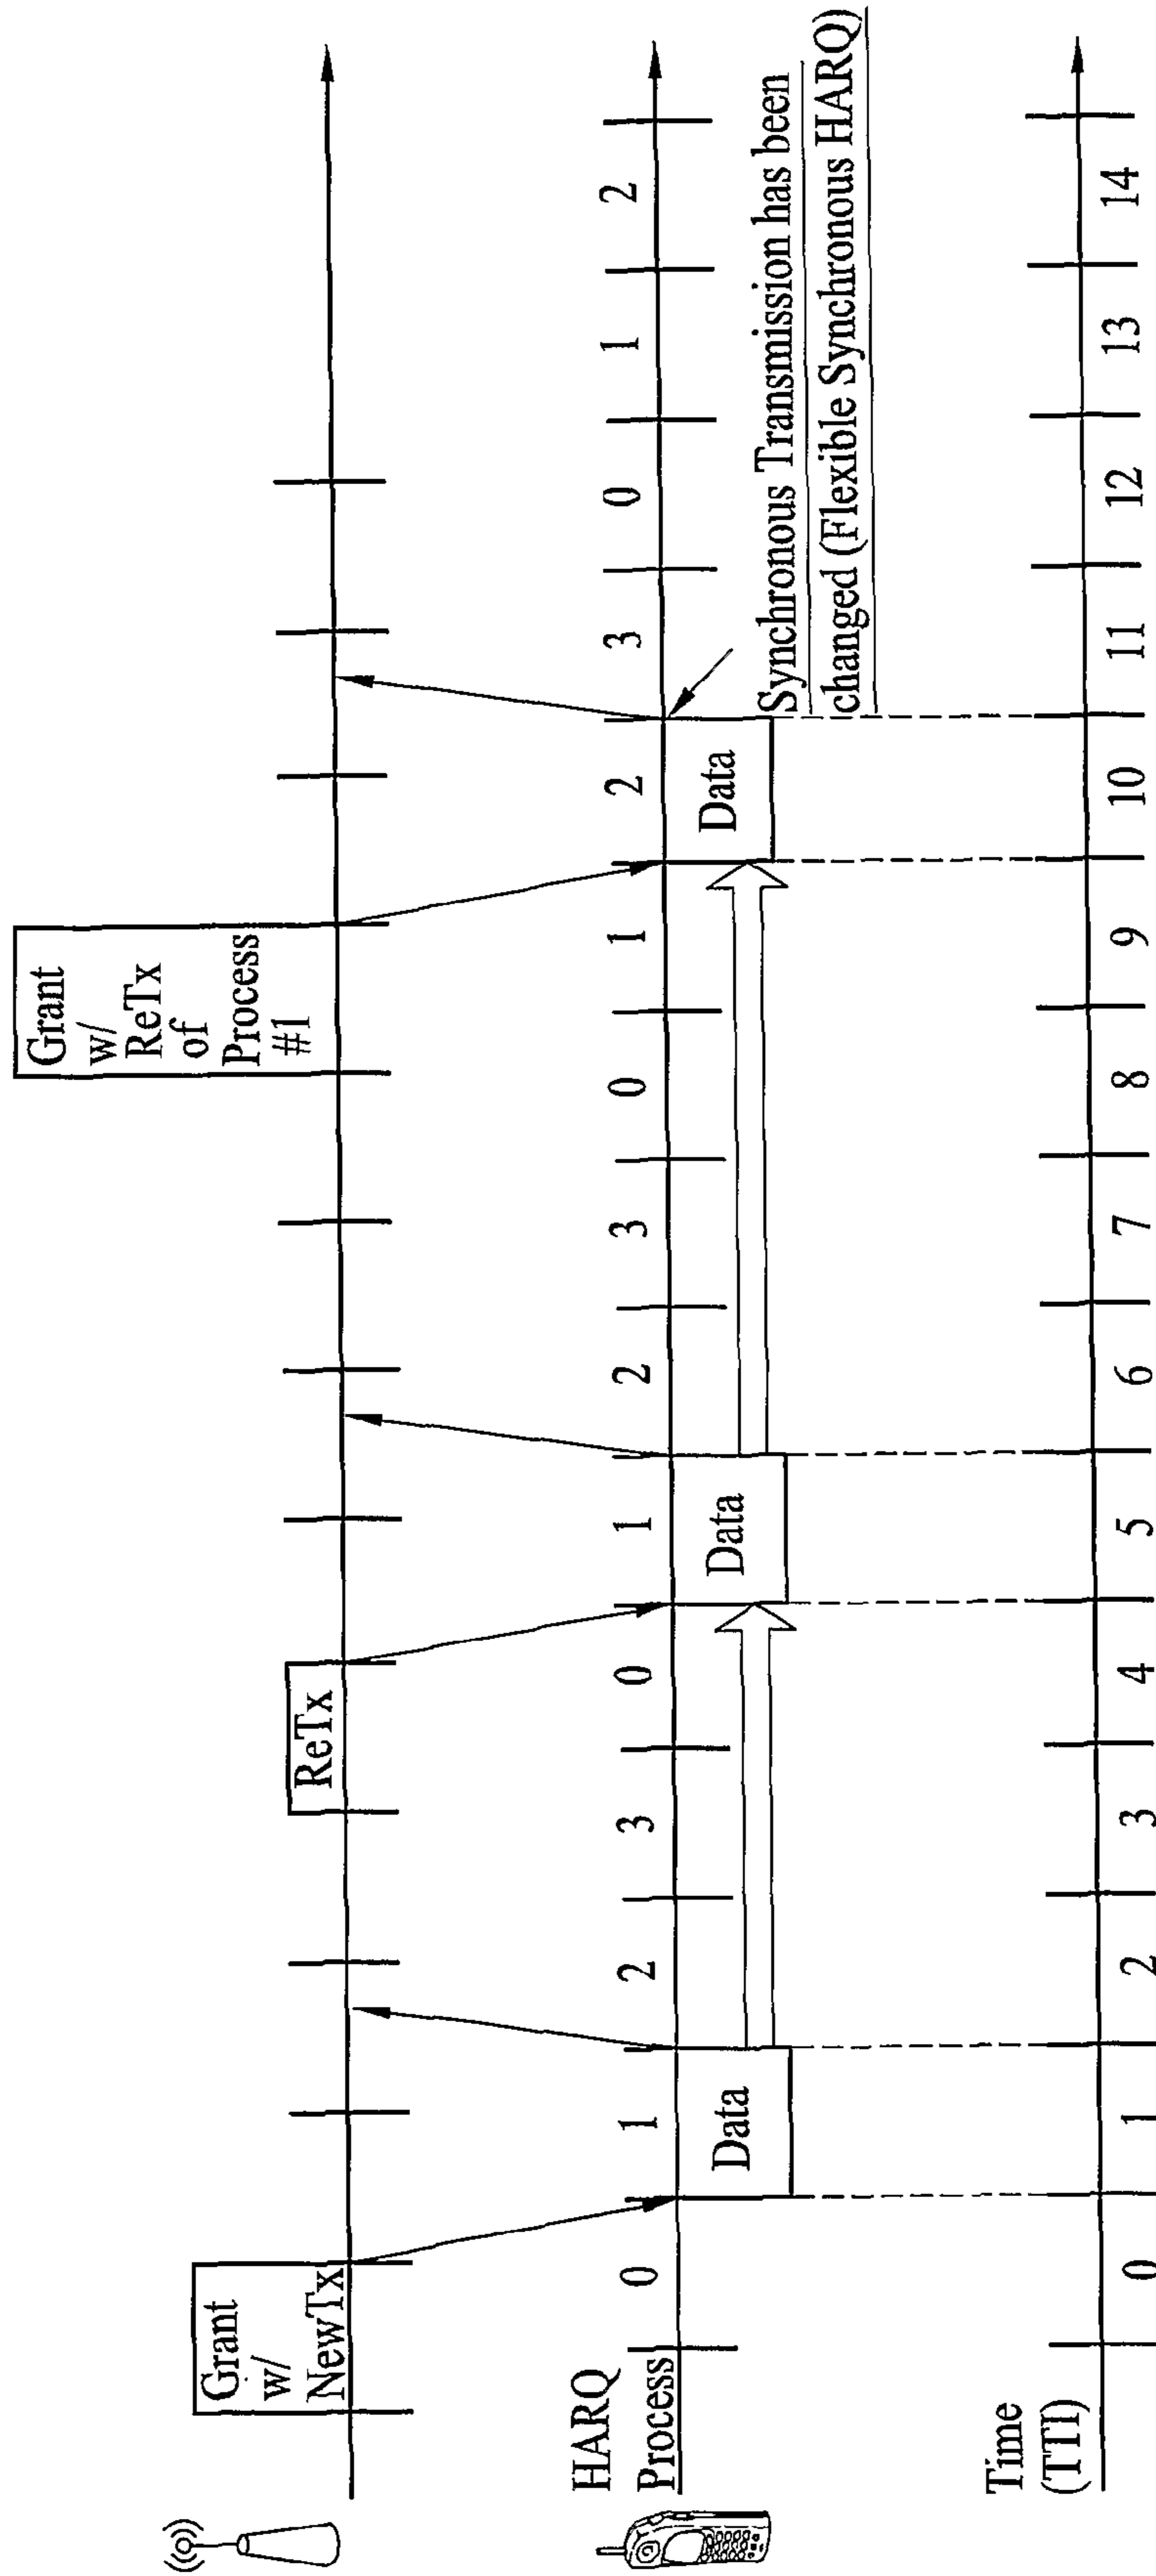 Grant
w/
NewTx
ReTx
Grant
w/
ReTx
of
Process
#1
HARQ
Process
0 1 2 3 0 1 2 3 0 1 2 3 0 1 2
Data
Data
Data
Synchronous Transmission has been
changed (Flexible Synchronous HARQ)
Time
(TTI)
0 1 2 3 4 5 6 7 8 9 10 11 12 13 14